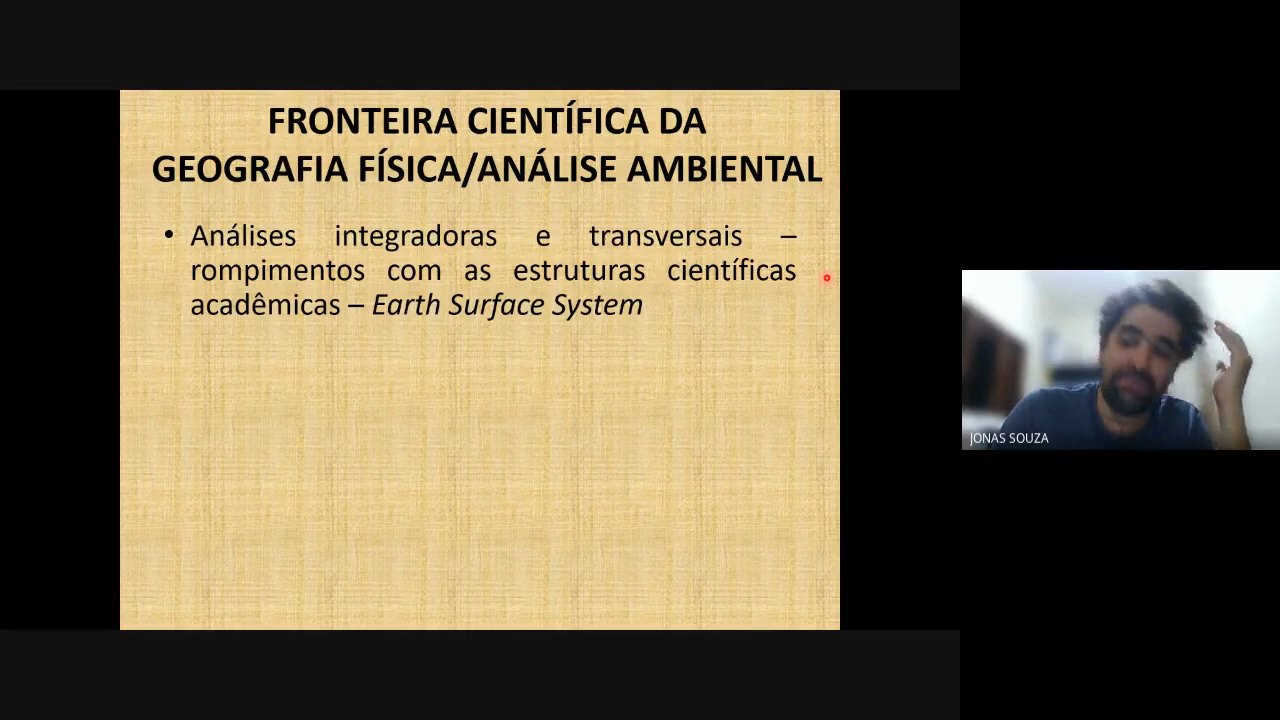 FRONTEIRA CIENTÍFICA DA
GEOGRAFIA FÍSICA/ANÁLISE AMBIENTAL
• Análises integradoras e transversais –
rompimentos com as estruturas científicas
acadêmicas – Earth Surface System
JONAS SOUZA